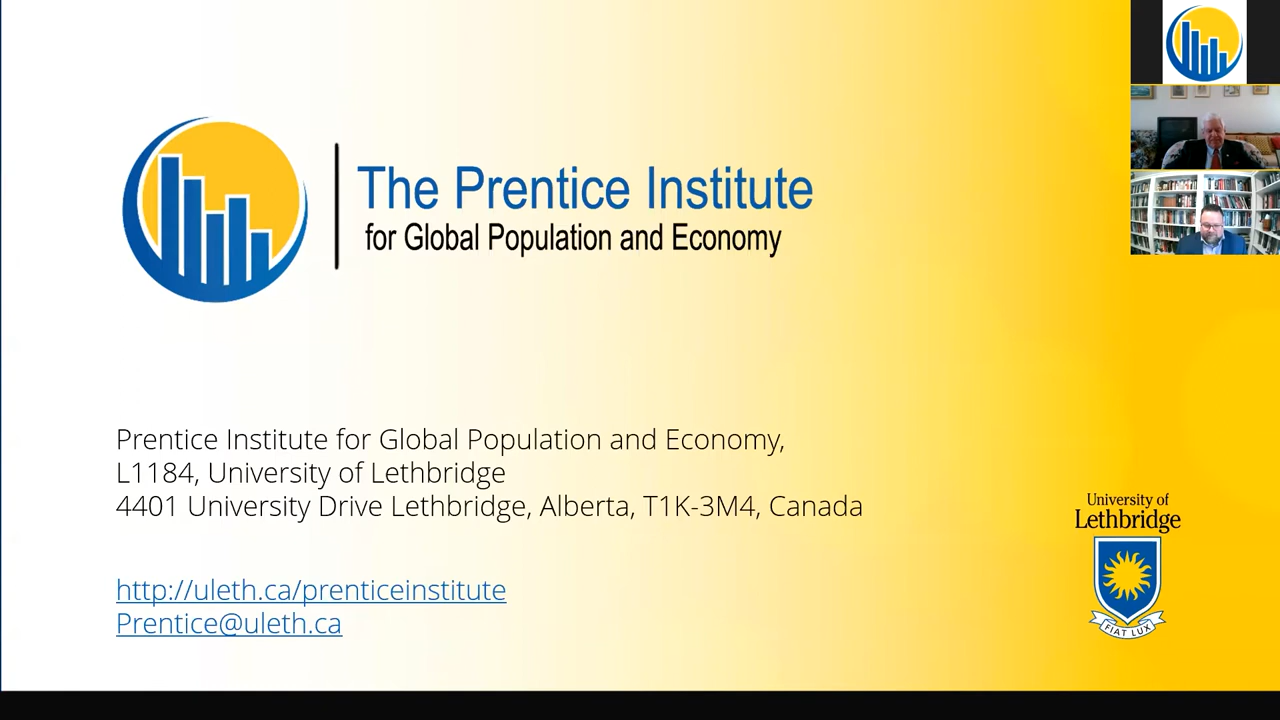 The Prentice Institute
for Global Population and Economy
Prentice Institute for Global Population and Economy,
L1184, University of Lethbridge
4401 University Drive Lethbridge, Alberta, T1K-3M4, Canada
http://uleth.ca/prenticeinstitute
Prentice@uleth.ca
University of
Lethbridge
FIAT LUX